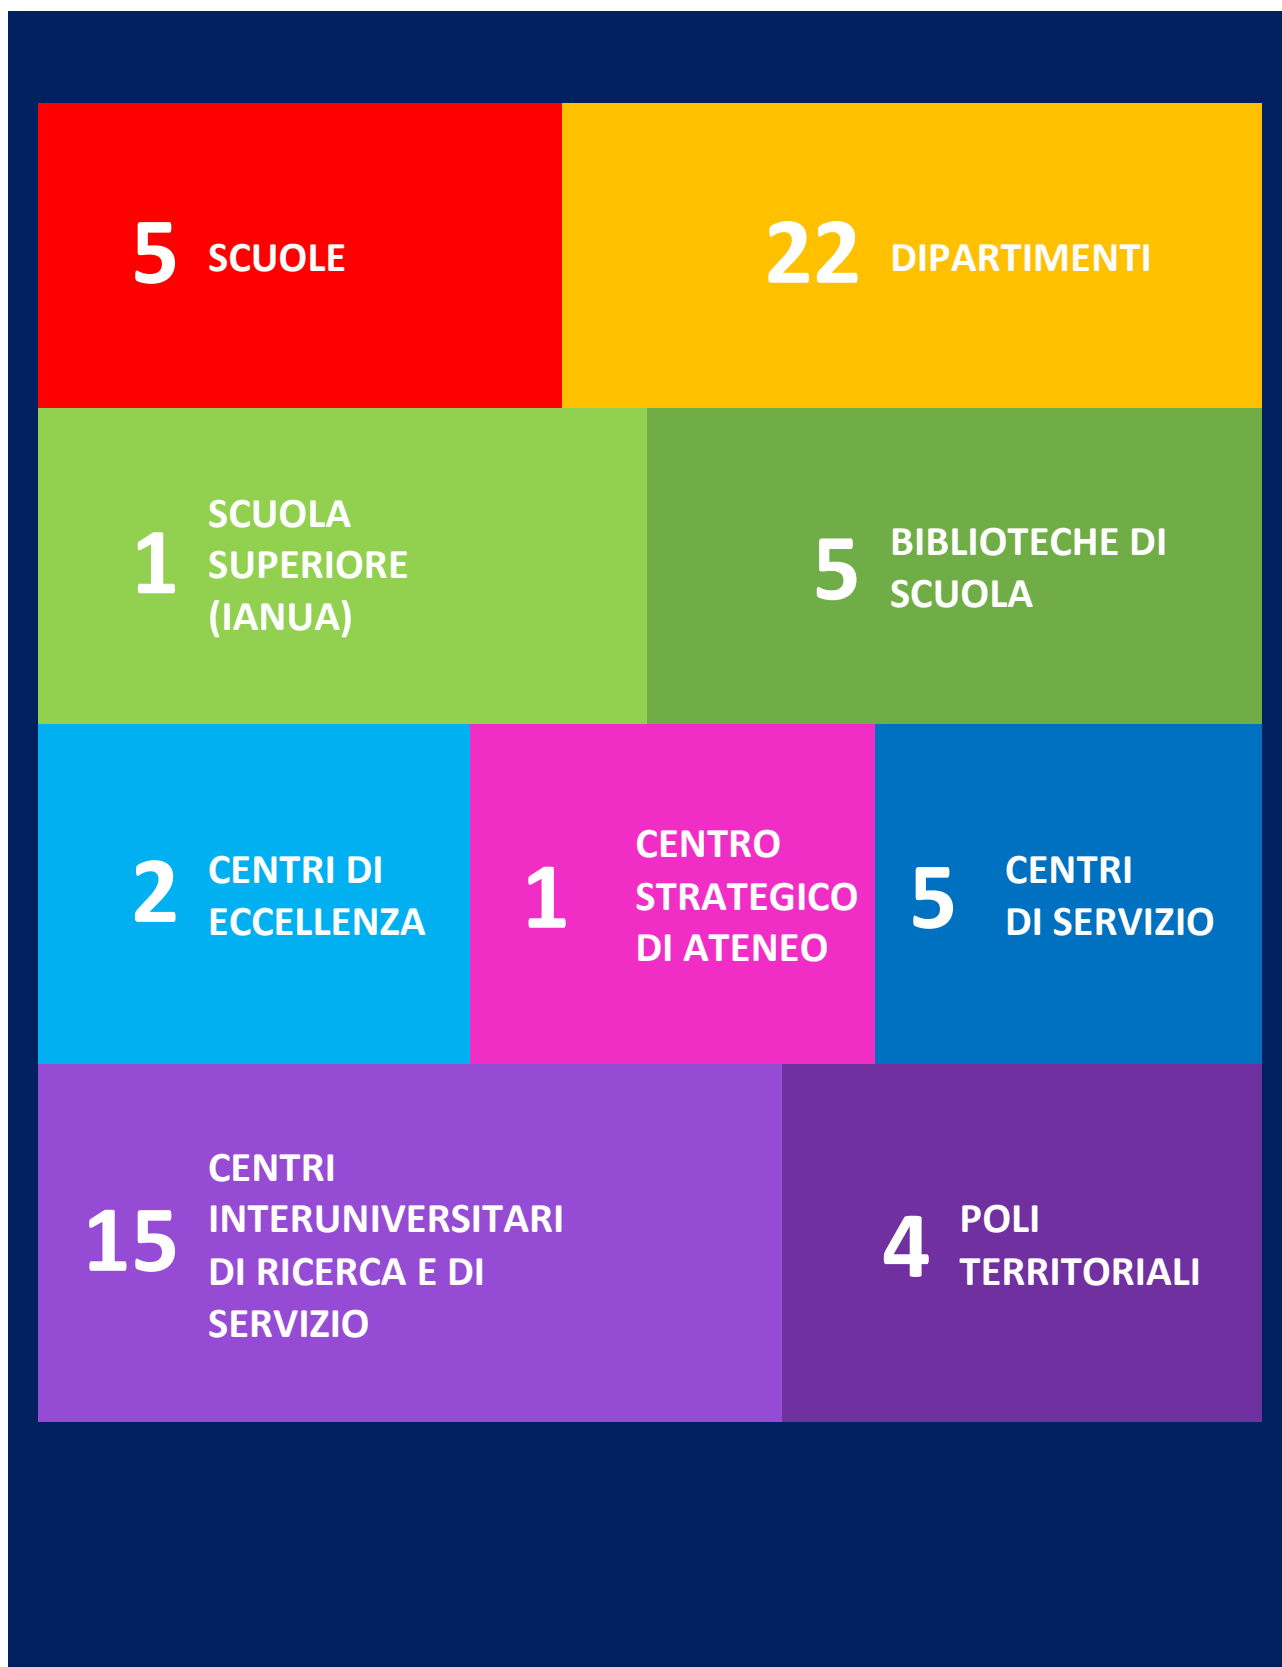 5 SCUOLE
22 DIPARTIMENTI
1
SCUOLA
SUPERIORE
(IANUA)
5
BIBLIOTECHE DI
SCUOLA
2
CENTRI DI
ECCELLENZA
1
CENTRO
STRATEGICO
DI ATENEO
5
CENTRI
DI SERVIZIO
15
CENTRI
INTERUNIVERSITARI
DI RICERCA E DI
SERVIZIO
4
POLI
TERRITORIALI